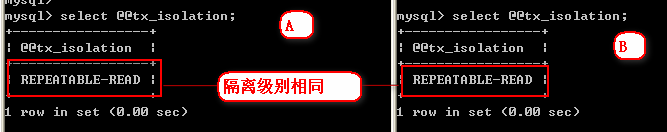 mysql>
mysql> select @@tx_isolation;
+-----------------+
| @@tx_isolation  |
+-----------------+
| REPEATABLE-READ |
+-----------------+
1 row in set (0.00 sec)
A
隔离级别相同
mysql> select @@tx_isolation;
+-----------------+
| @@tx_isolation  |
+-----------------+
| REPEATABLE-READ |
+-----------------+
1 row in set (0.00 sec)
B